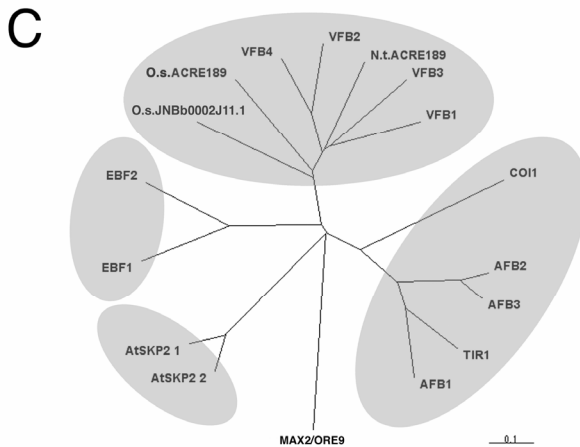 C
VFB2
VFB4
N.t.ACRE189
O.s.ACRE189
VFB3
O.s.JNBb0002J11.1
VFB1
EBF2
COI1
EBF1
AFB2
AFB3
AtSKP2 1
TIR1
AtSKP2 2
AFB1
MAX2/ORE9
0.1